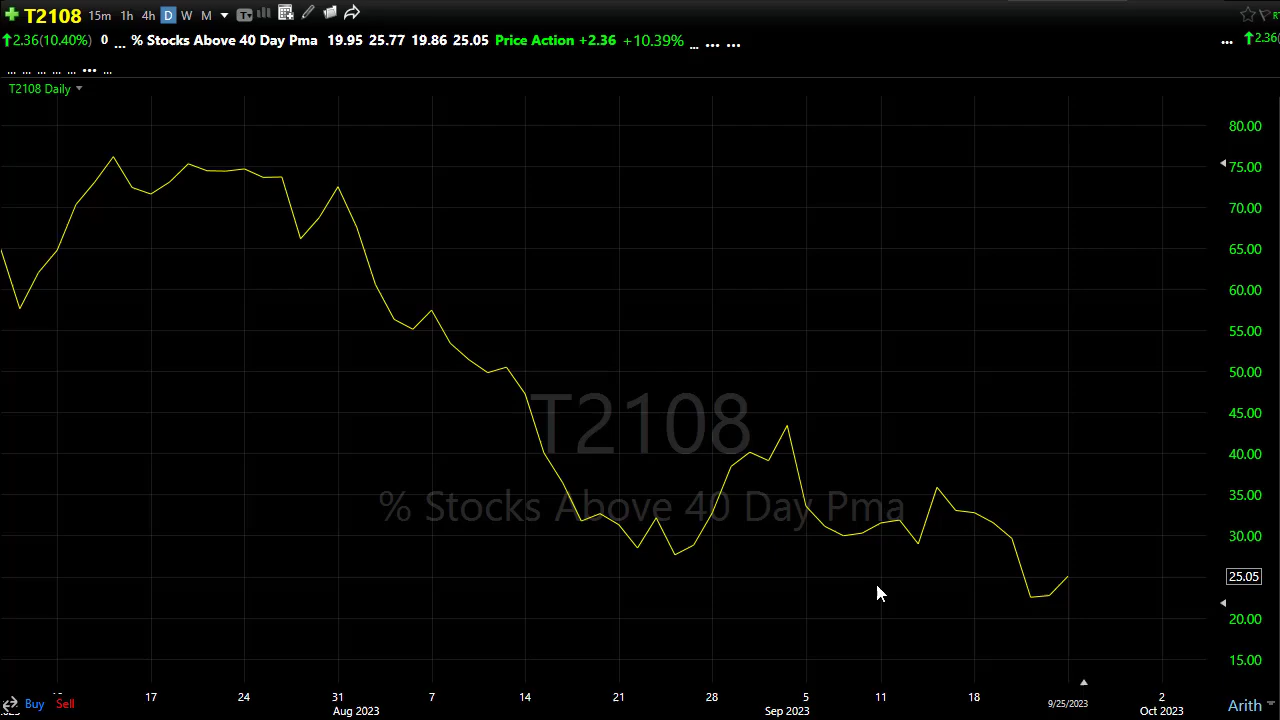 T2108 15m 1h 4h D W M
2.36(10.40%) 0 ... % Stocks Above 40 Day Pma 19.95 25.77 19.86 25.05 Price Action +2.36 +10.39% ... ... ... ... 2.36(
... ... ... ... ... ... ...
T2108 Daily
80.00
75.00
70.00
65.00
60.00
55.00
50.00
45.00
40.00
35.00
30.00
25.05
20.00
15.00
T2108
% Stocks Above 40 Day Pma
17 24 31 7 14 21 28 5 11 18 9/25/2023 2
Buy Sell
Aug 2023 Sep 2023 Oct 2023
Arith